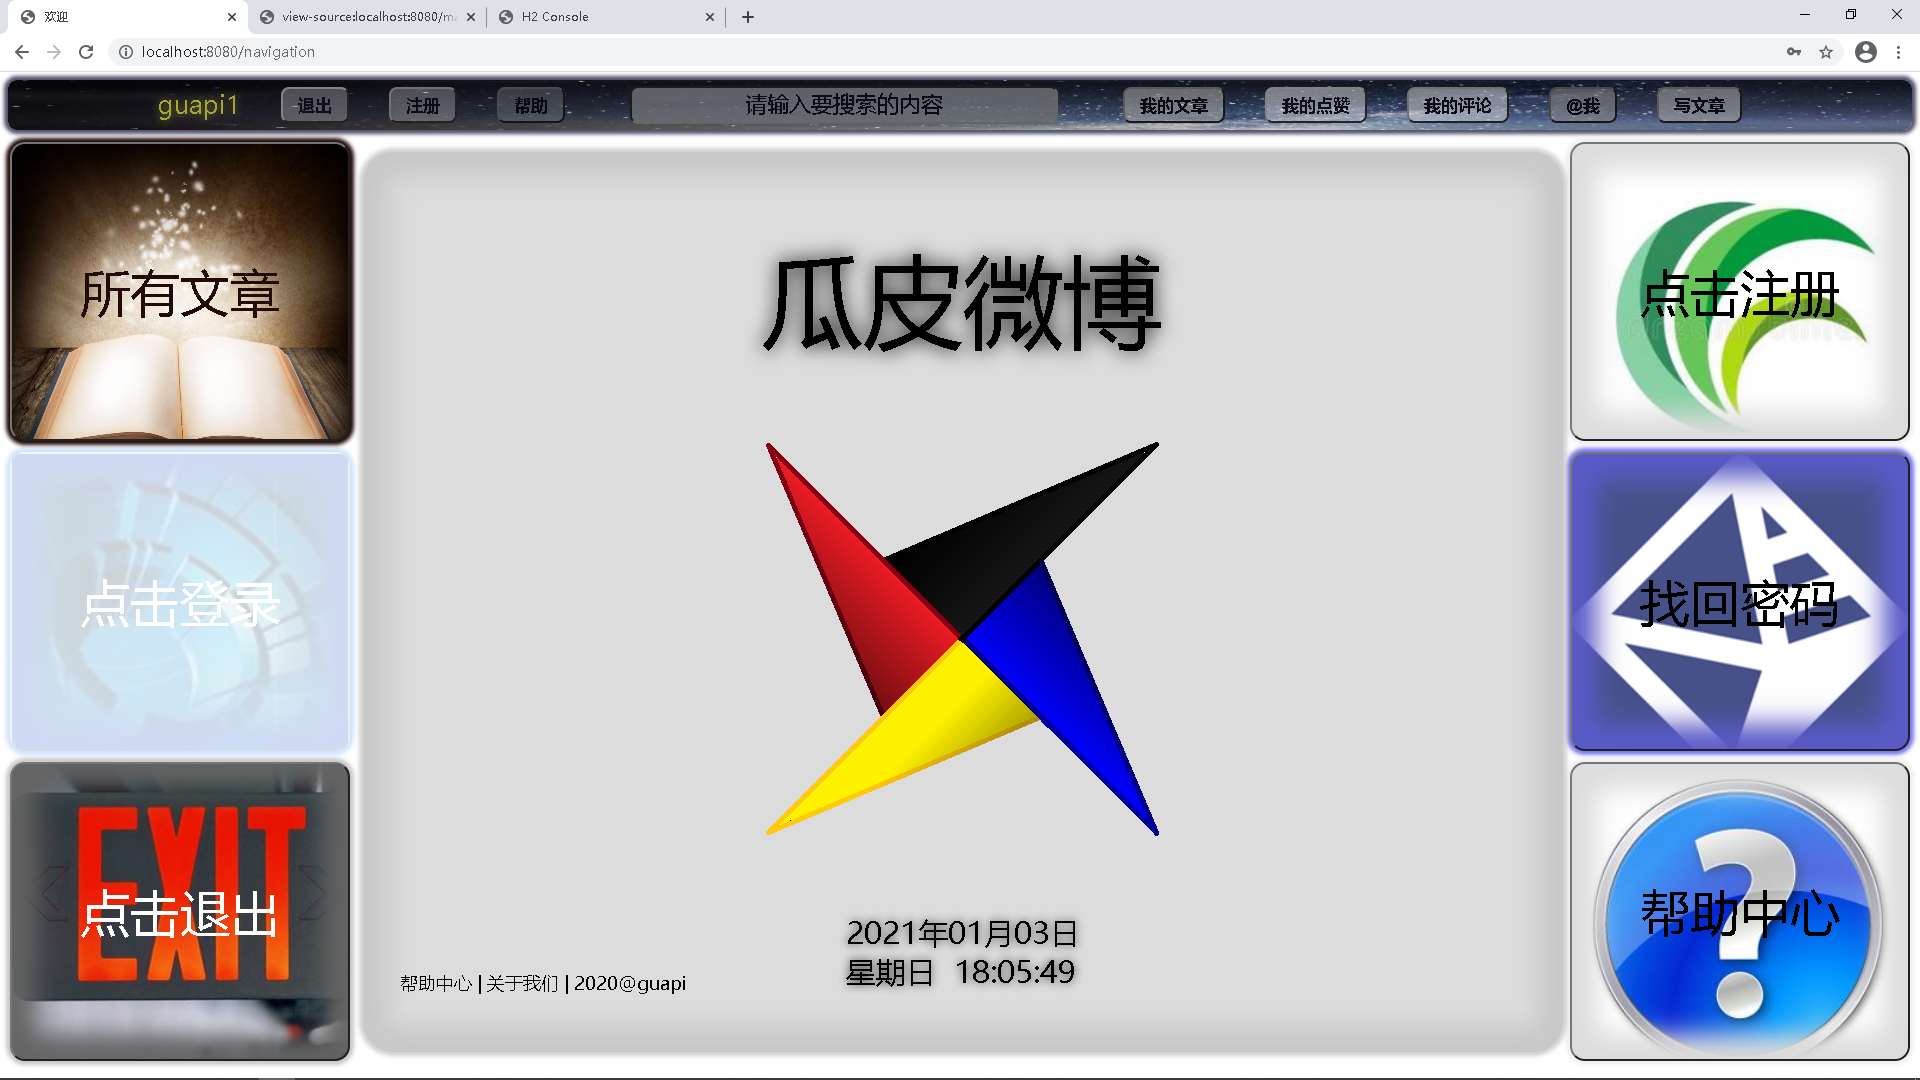 欢迎
view-source:localhost:8080/m
H2 Console
localhost:8080/navigation
guapi1 退出 注册 帮助 请输入要搜索的内容 我的文章 我的点赞 我的评论 @我 写文章
所有文章
点击登录
EXIT
点击退出
瓜皮微博
2021年01月03日
星期日 18:05:49
帮助中心 | 关于我们 | 2020@guapi
点击注册
找回密码
帮助中心